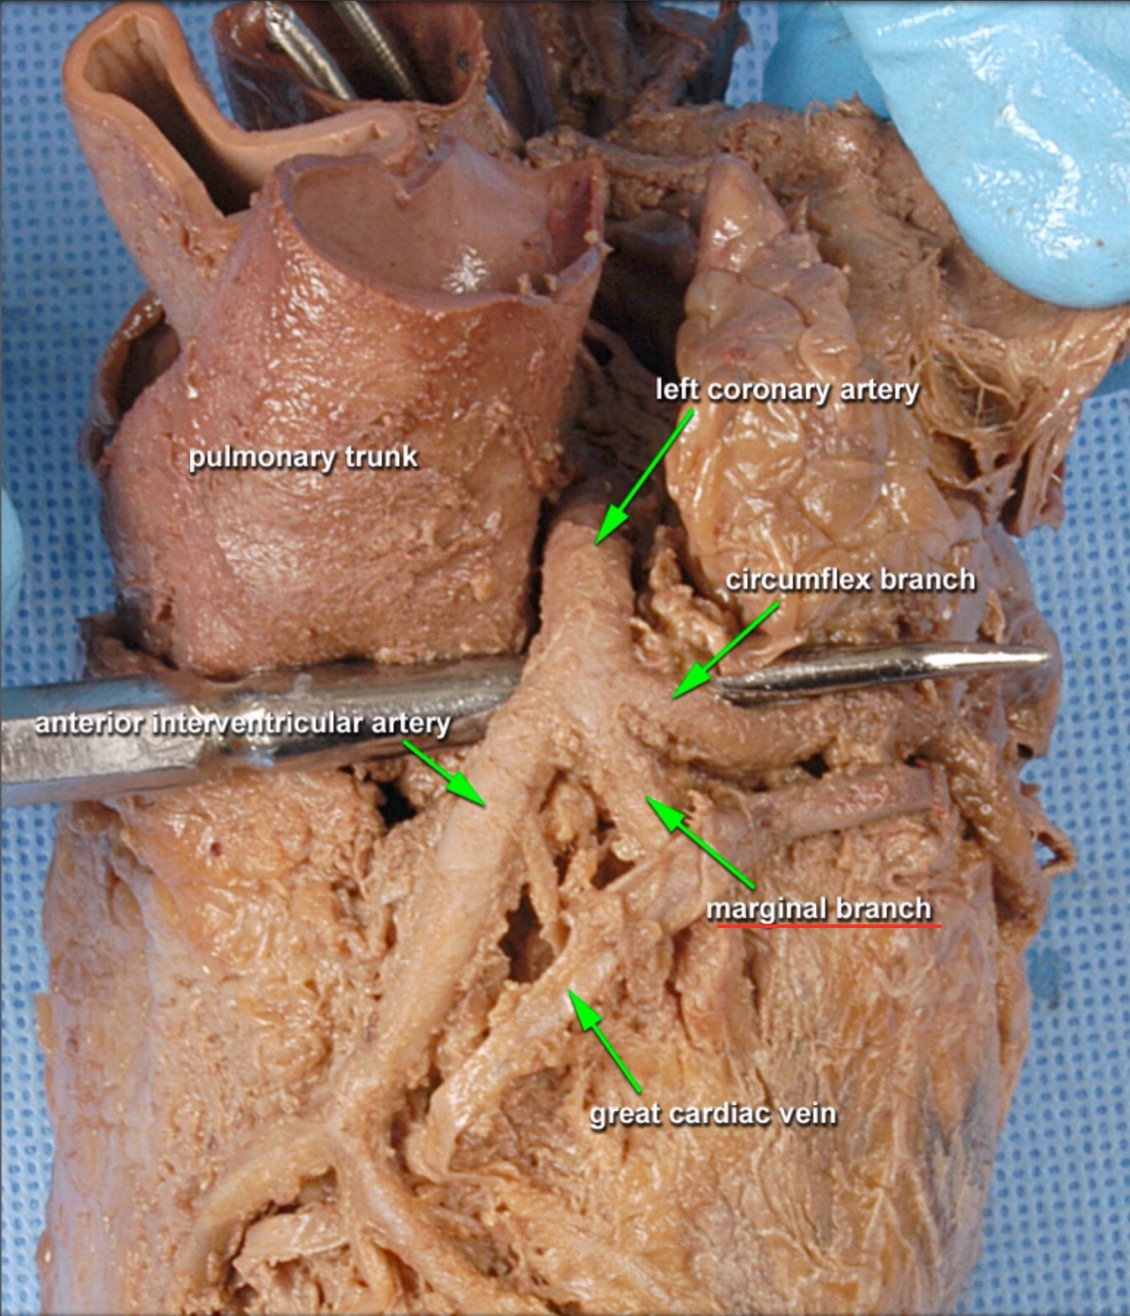 left coronary artery
pulmonary trunk
circumflex branch
anterior interventricular artery
marginal branch
great cardiac vein